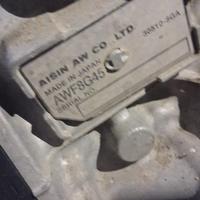 AISIN AW CO., LTD
MADE IN JAPAN
AWF8G45
SERIAL NO